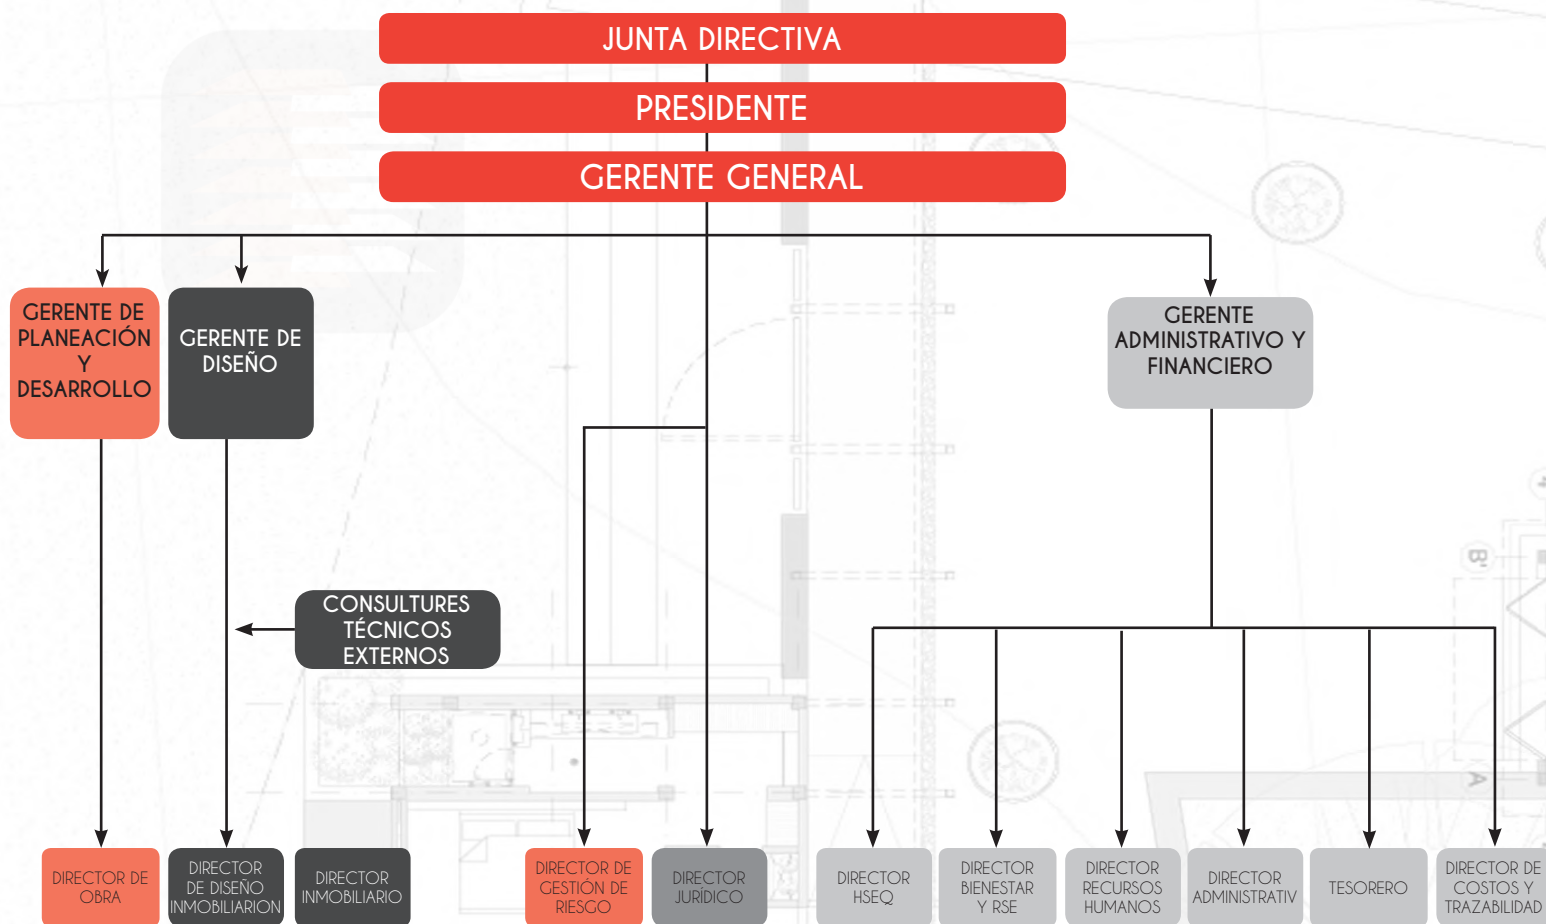 JUNTA DIRECTIVA
PRESIDENTE
GERENTE GENERAL
GERENTE DE
PLANEACIÓN
Y
DESARROLLO
GERENTE DE
DISEÑO
GERENTE
ADMINISTRATIVO Y
FINANCIERO
CONSULTURES
TÉCNICOS
EXTERNOS
DIRECTOR DE
OBRA
DIRECTOR
DE DISEÑO
INMOBILIARION
DIRECTOR
INMOBILIARIO
DIRECTOR DE
GESTIÓN DE
RIESGO
DIRECTOR
JURÍDICO
DIRECTOR
HSEQ
DIRECTOR
BIENESTAR
Y RSE
DIRECTOR
RECURSOS
HUMANOS
DIRECTOR
ADMINISTRATIV
TESORERO
DIRECTOR DE
COSTOS Y
TRAZABILIDAD
B'
A